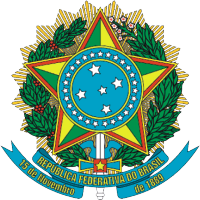 REPÚBLICA FEDERATIVA DO BRASIL
15 de Novembro
de 1889